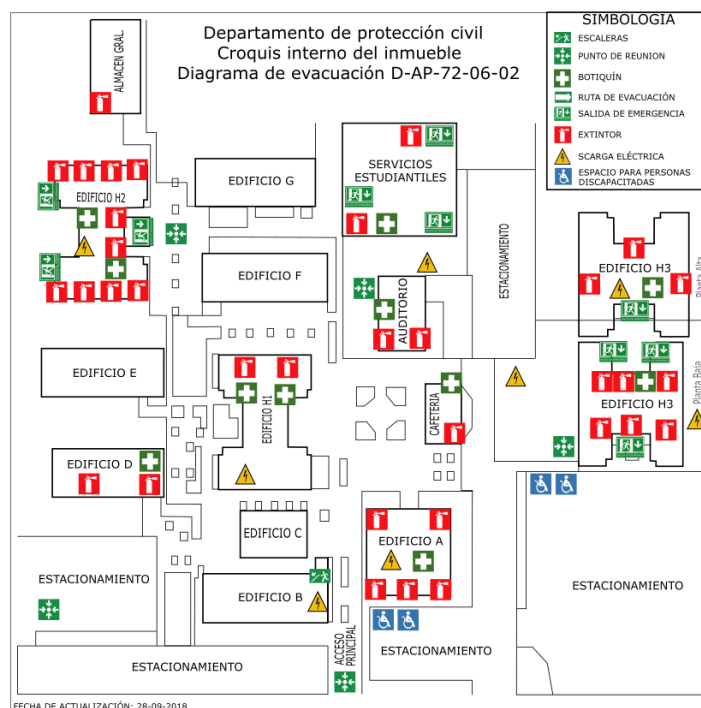 Departamento de protección civil
Croquis interno del inmueble
Diagrama de evacuación D-AP-72-06-02
SIMBOLOGIA
ESCALERAS
PUNTO DE REUNION
BOTIQUÍN
RUTA DE EVACUACIÓN
SALIDA DE EMERGENCIA
EXTINTOR
SCARGA ELÉCTRICA
ESPACIO PARA PERSONAS
DISCAPACITADAS
ALMACEN GRAL.
EDIFICIO H2
EDIFICIO G
SERVICIOS
ESTUDIANTILES
ESTACIONAMIENTO
EDIFICIO H3
Planta Alta
EDIFICIO F
AUDITORIO
EDIFICIO E
EDIFICIO H1
CAFETERIA
EDIFICIO H3
Planta Baja
EDIFICIO D
EDIFICIO C
EDIFICIO A
ESTACIONAMIENTO
EDIFICIO B
ESTACIONAMIENTO
ESTACIONAMIENTO
ACCESO
PRINCIPAL
ESTACIONAMIENTO
FECHA DE ACTUALIZACIÓN: 28-09-2018